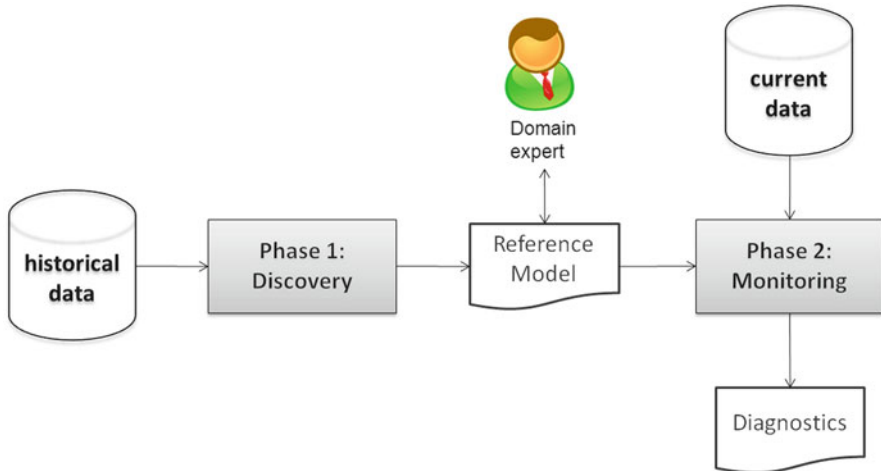 Domain
expert
current
data
historical
data
Phase 1:
Discovery
Reference
Model
Phase 2:
Monitoring
Diagnostics